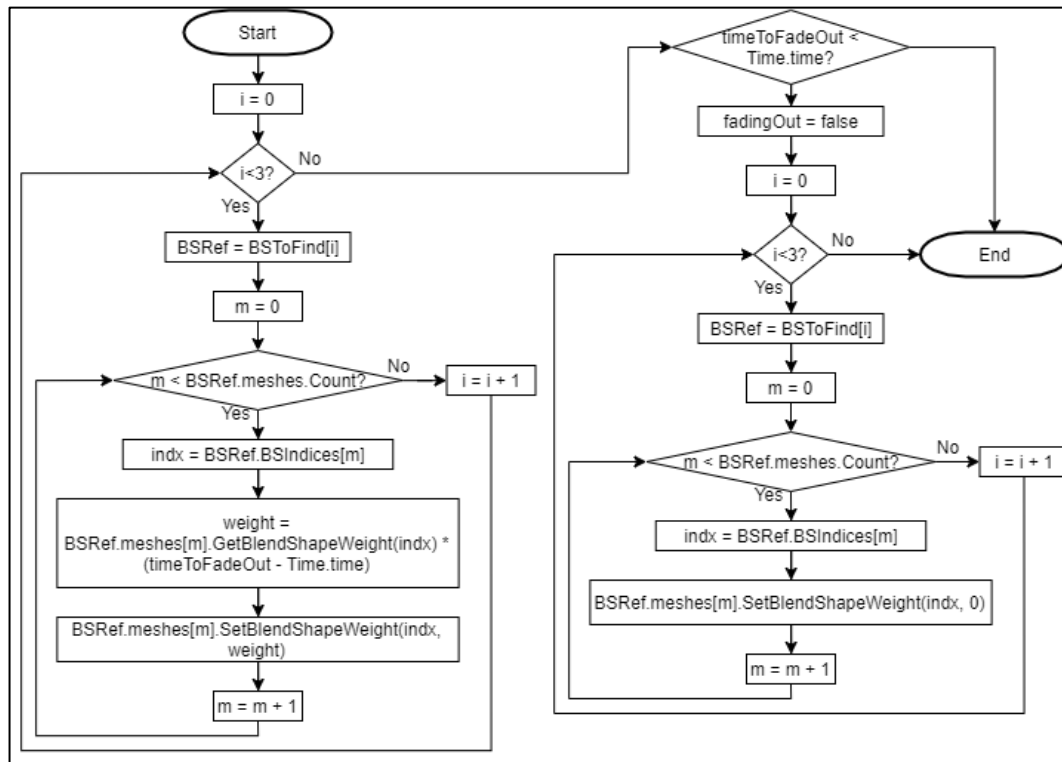 Start
i = 0
i<3?
No
Yes
BSRef = BSToFind[i]
m = 0
m < BSRef.meshes.Count?
No
i = i + 1
Yes
indx = BSRef.BSIndices[m]
weight =
BSRef.meshes[m].GetBlendShapeWeight(indx) *
(timeToFadeOut - Time.time)
BSRef.meshes[m].SetBlendShapeWeight(indx,
weight)
m = m + 1
timeToFadeOut <
Time.time?
fadingOut = false
i = 0
i<3?
No
End
Yes
BSRef = BSToFind[i]
m = 0
m < BSRef.meshes.Count?
No
i = i + 1
Yes
indx = BSRef.BSIndices[m]
BSRef.meshes[m].SetBlendShapeWeight(indx, 0)
m = m + 1